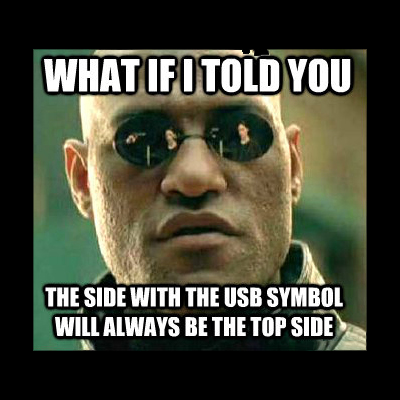 WHAT IF I TOLD YOU
THE SIDE WITH THE USB SYMBOL
WILL ALWAYS BE THE TOP SIDE